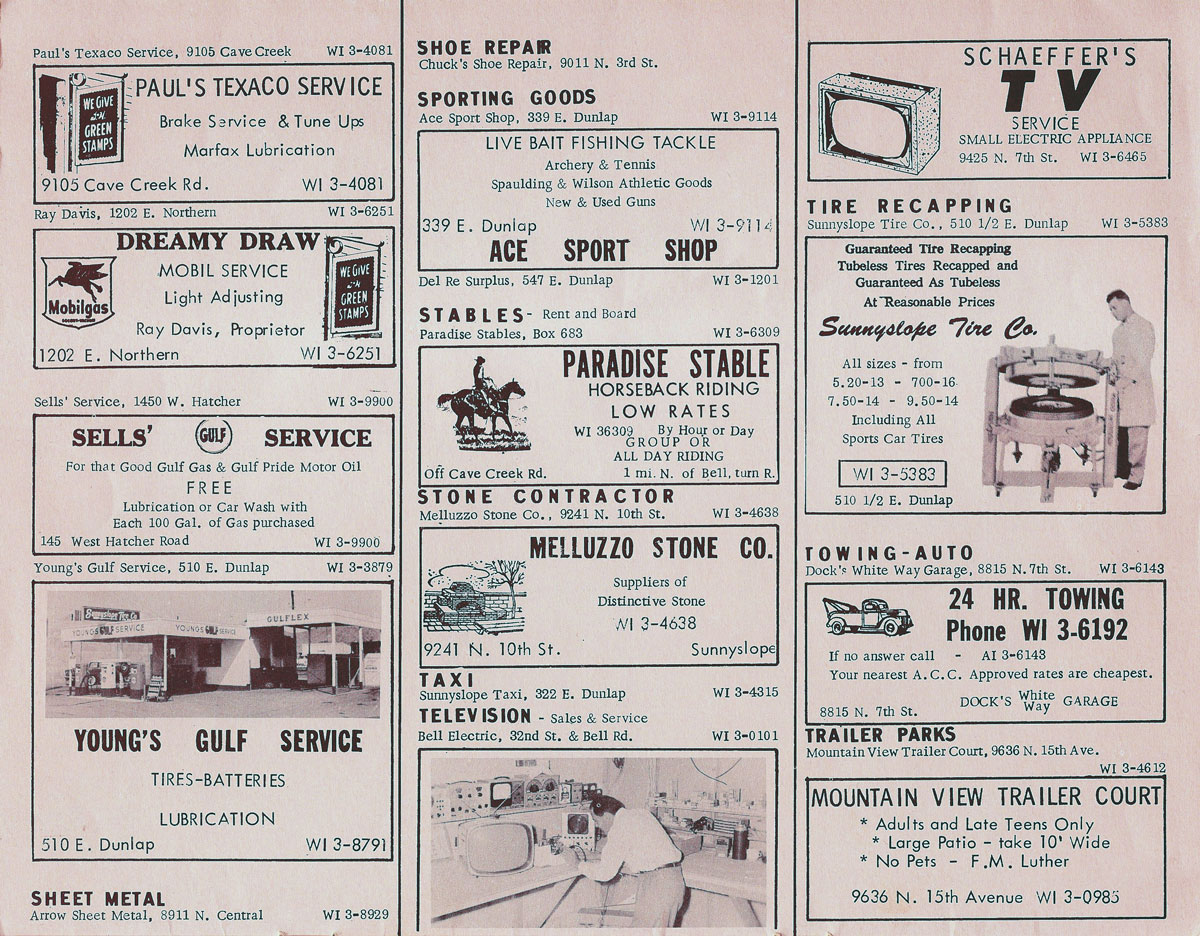 Paul's Texaco Service, 9105 Cave Creek WI 3-4081
WE GIVE
S&H
GREEN
STAMPS
PAUL'S TEXACO SERVICE
Brake Service & Tune Ups
Marfax Lubrication
9105 Cave Creek Rd. WI 3-4081
Ray Davis, 1202 E. Northern WI 3-6251
DREAMY DRAW
Mobilgas
MOBIL SERVICE
Light Adjusting
Ray Davis, Proprietor
WE GIVE
S&H
GREEN
STAMPS
1202 E. Northern WI 3-6251
Sells' Service, 1450 W. Hatcher WI 3-9900
SELLS' GULF SERVICE
For that Good Gulf Gas & Gulf Pride Motor Oil
FREE
Lubrication or Car Wash with
Each 100 Gal. of Gas purchased
145 West Hatcher Road WI 3-9900
Young's Gulf Service, 510 E. Dunlap WI 3-3879
Sunnyslope Tire Co.
YOUNGS GULF SERVICE YOUNGS GULF SERVICE GULFLEX
YOUNG'S GULF SERVICE
TIRES-BATTERIES
LUBRICATION
510 E. Dunlap WI 3-8791
SHEET METAL
Arrow Sheet Metal, 8911 N. Central WI 3-8929
SHOE REPAIR
Chuck's Shoe Repair, 9011 N. 3rd St.
SPORTING GOODS
Ace Sport Shop, 339 E. Dunlap WI 3-9114
LIVE BAIT FISHING TACKLE
Archery & Tennis
Spaulding & Wilson Athletic Goods
New & Used Guns
339 E. Dunlap WI 3-9114
ACE SPORT SHOP
Del Re Surplus, 547 E. Dunlap WI 3-1201
STABLES- Rent and Board
Paradise Stables, Box 683 WI 3-6309
PARADISE STABLE
HORSEBACK RIDING
LOW RATES
WI 36309 By Hour or Day
GROUP OR
ALL DAY RIDING
Off Cave Creek Rd. 1 mi. N. of Bell, turn R.
STONE CONTRACTOR
Melluzzo Stone Co., 9241 N. 10th St. WI 3-4638
MELLUZZO STONE CO.
Suppliers of
Distinctive Stone
WI 3-4638
9241 N. 10th St. Sunnyslope
TAXI
Sunnyslope Taxi, 322 E. Dunlap WI 3-4315
TELEVISION - Sales & Service
Bell Electric, 32nd St. & Bell Rd. WI 3-0101
SCHAEFFER'S
TV
SERVICE
SMALL ELECTRIC APPLIANCE
9425 N. 7th St. WI 3-6465
TIRE RECAPPING
Sunnyslope Tire Co., 510 1/2 E. Dunlap WI 3-5383
Guaranteed Tire Recapping
Tubeless Tires Recapped and
Guaranteed As Tubeless
At Reasonable Prices
Sunnyslope Tire Co.
All sizes - from
5.20-13 - 700-16
7.50-14 - 9.50-14
Including All
Sports Car Tires
WI 3-5383
510 1/2 E. Dunlap
TOWING-AUTO
Dock's White Way Garage, 8815 N. 7th St. WI 3-6143
24 HR. TOWING
Phone WI 3-6192
If no answer call - AI 3-6143
Your nearest A.C.C. Approved rates are cheapest.
DOCK'S White Way GARAGE
8815 N. 7th St.
TRAILER PARKS
Mountain View Trailer Court, 9636 N. 15th Ave.
WI 3-4612
MOUNTAIN VIEW TRAILER COURT
* Adults and Late Teens Only
* Large Patio - take 10' Wide
* No Pets - F.M. Luther
9636 N. 15th Avenue WI 3-0985